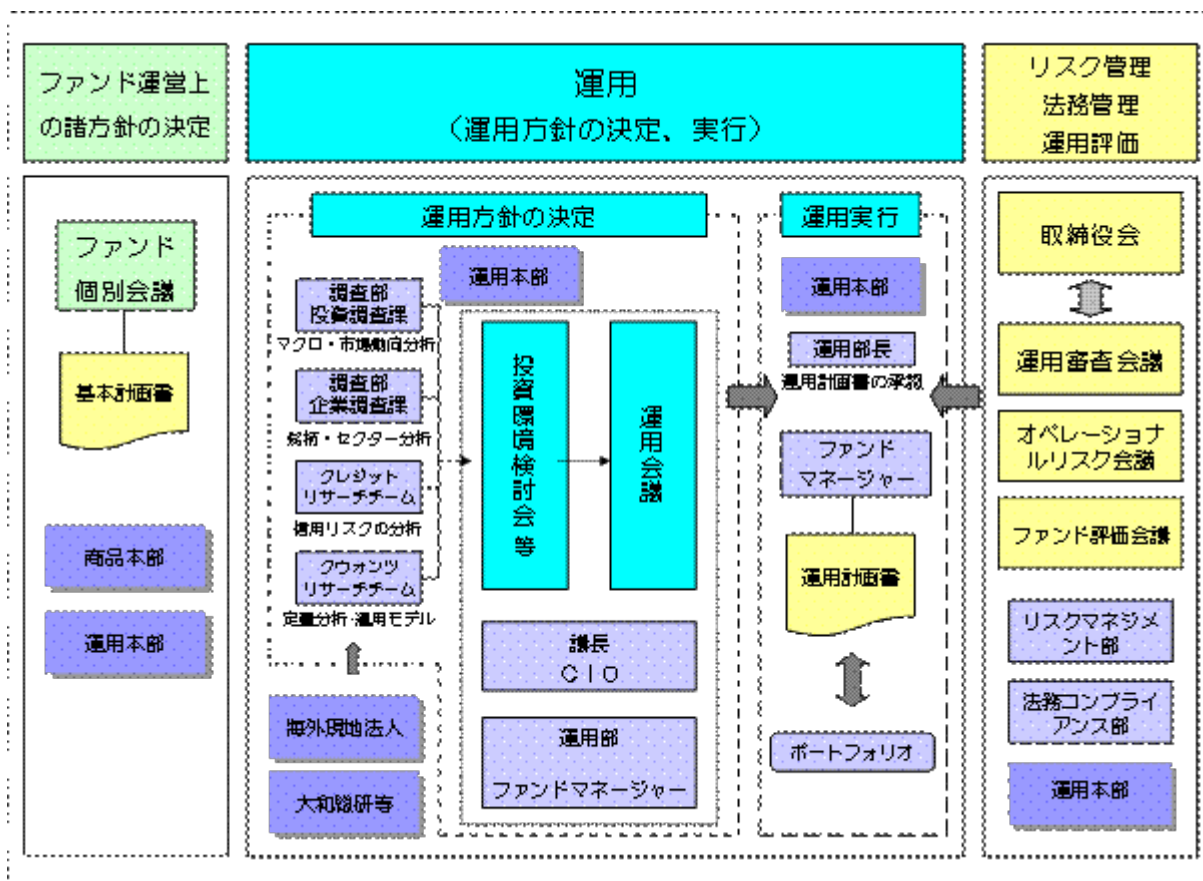 ファンド運営上
の諸方針の決定
運用
（運用方針の決定、実行）
リスク管理
法務管理
運用評価
ファンド
個別会議
基本計画書
商品本部
運用本部
運用方針の決定
運用本部
調査部
投資調査課
マクロ・市場動向分析
調査部
企業調査課
銘柄・セクター分析
クレジット
リサーチチーム
信用リスクの分析
クウォンツ
リサーチチーム
定量分析・運用モデル
海外現地法人
大和総研等
投資環境検討会等
運用会議
議長
ＣＩＯ
運用部
ファンドマネージャー
運用実行
運用本部
運用部長
運用計画書の承認
ファンド
マネージャー
運用計画書
ポートフォリオ
取締役会
運用審査会議
オペレーショナ
ルリスク会議
ファンド評価会議
リスクマネジメ
ント部
法務コンプライ
アンス部
運用本部